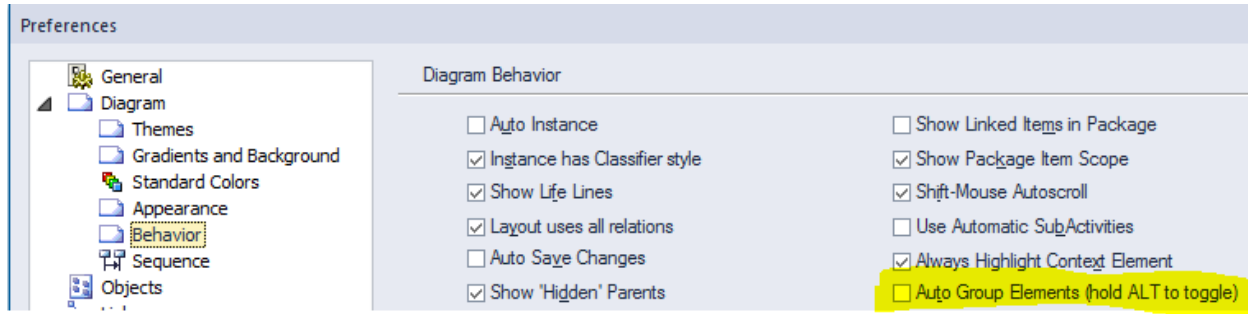 Preferences
General
Diagram
Themes
Gradients and Background
Standard Colors
Appearance
Behavior
Sequence
Objects
Diagram Behavior
Auto Instance
Instance has Classifier style
Show Life Lines
Layout uses all relations
Auto Save Changes
Show 'Hidden' Parents
Show Linked Items in Package
Show Package Item Scope
Shift-Mouse Autoscroll
Use Automatic SubActivities
Always Highlight Context Element
Auto Group Elements (hold ALT to toggle)